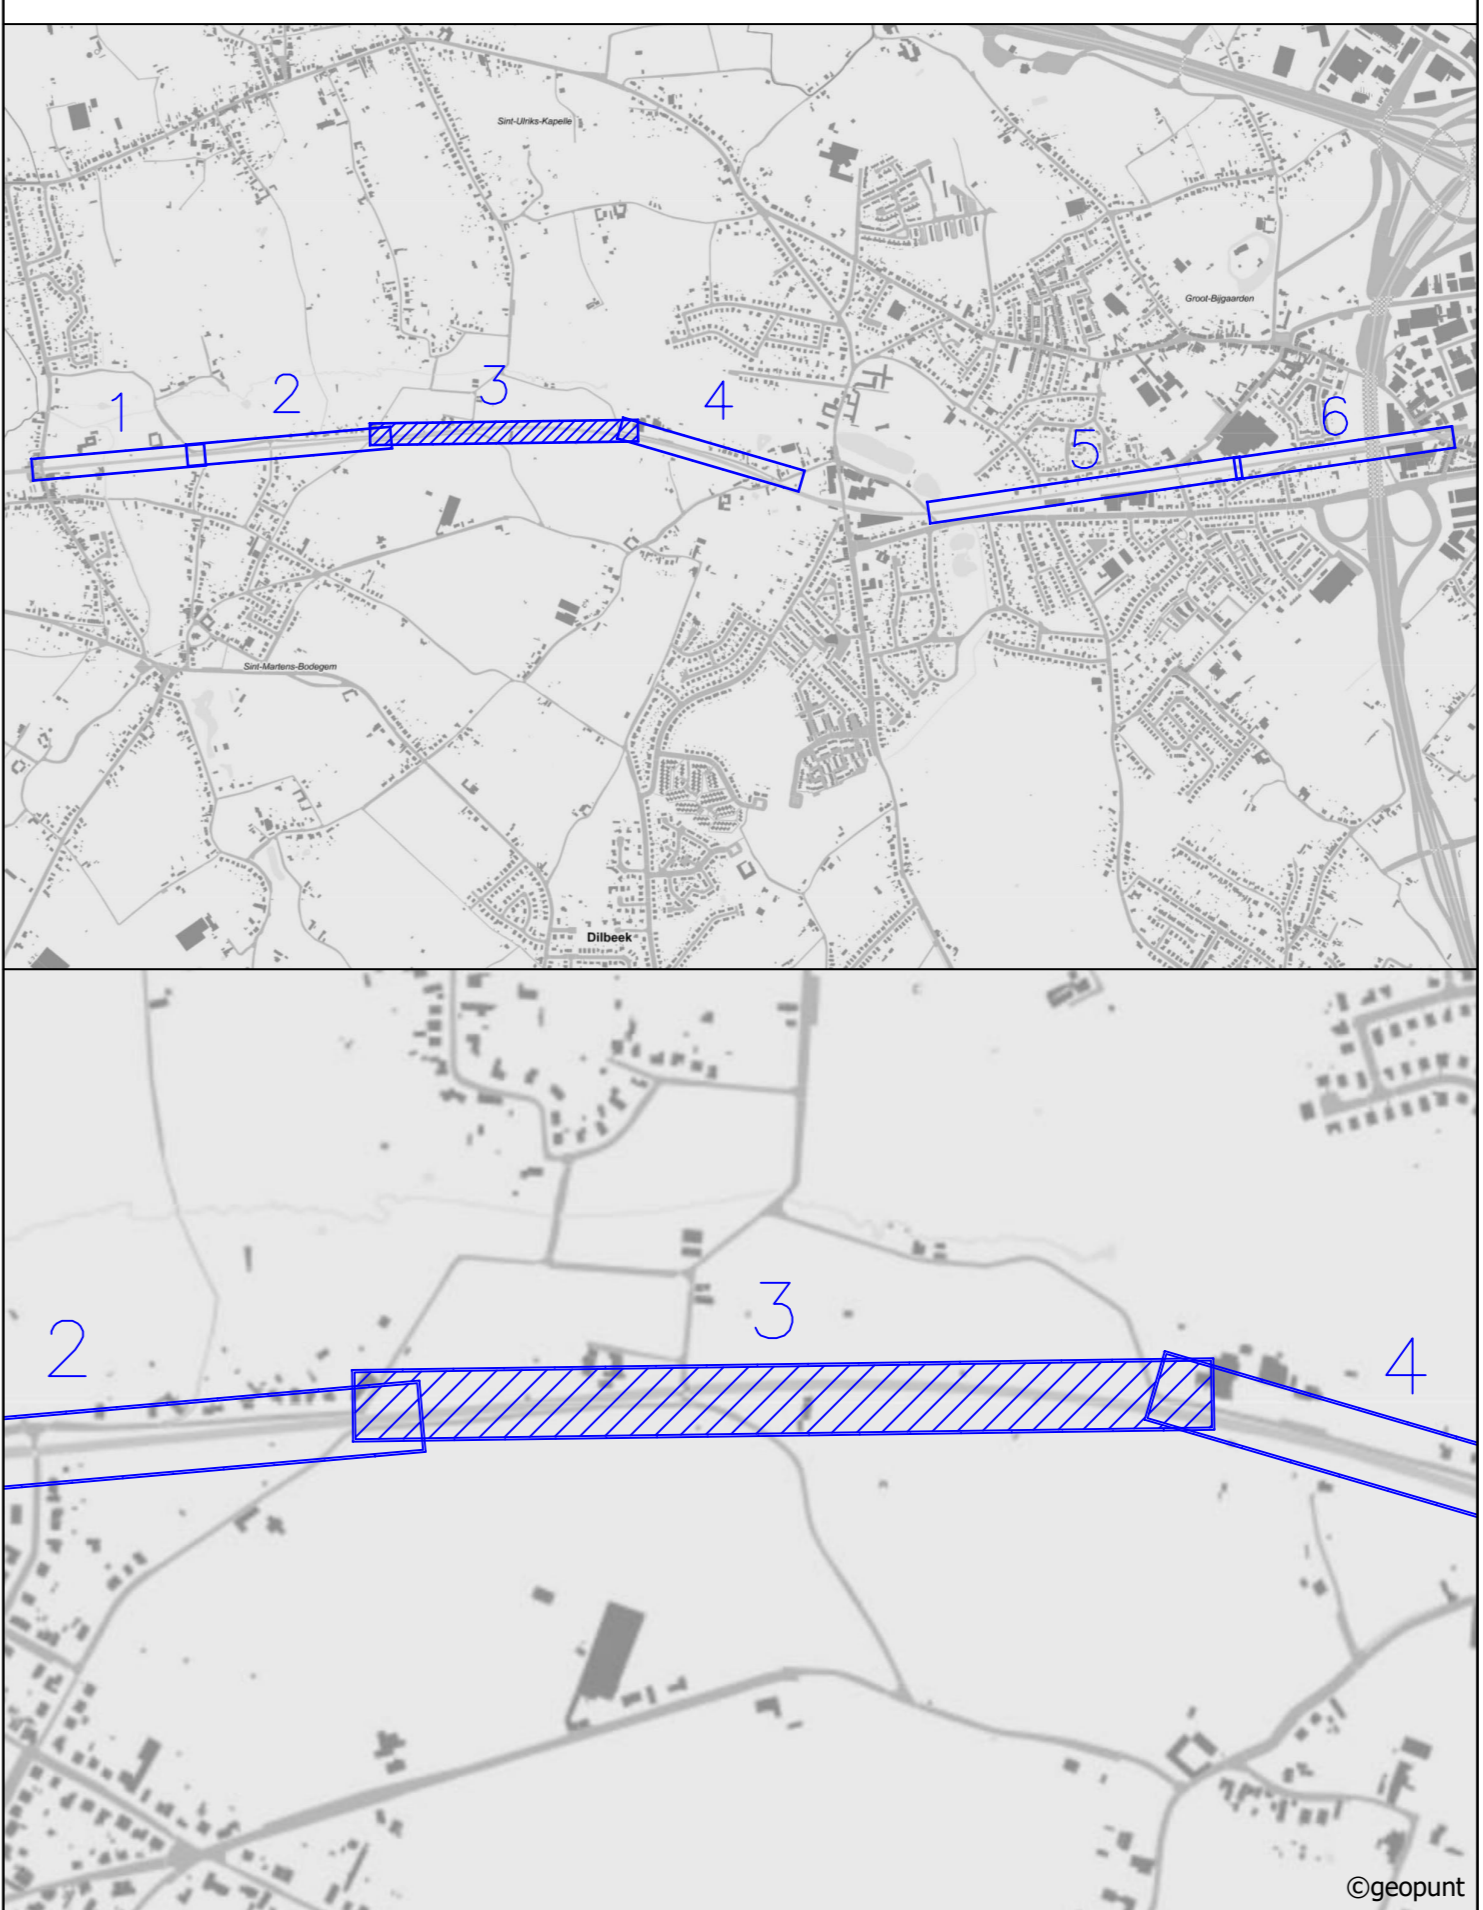 Sint-Ulriks-Kapelle
Groot-Bijgaarden
1
2
3
4
5
6
Sint-Martens-Bodegem
Dilbeek
2
3
4
©geopunt